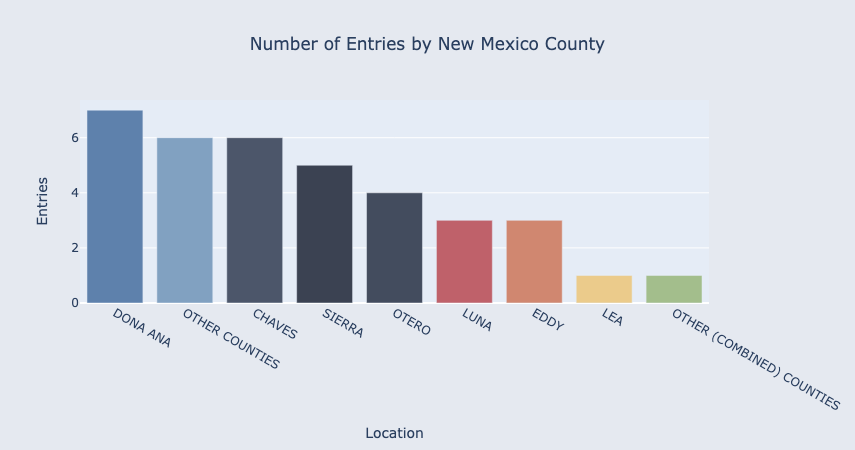 Number of Entries by New Mexico County
Entries
6
4
2
0
DONA ANA
OTHER COUNTIES
CHAVES
SIERRA
OTERO
LUNA
EDDY
LEA
OTHER (COMBINED) COUNTIES
Location